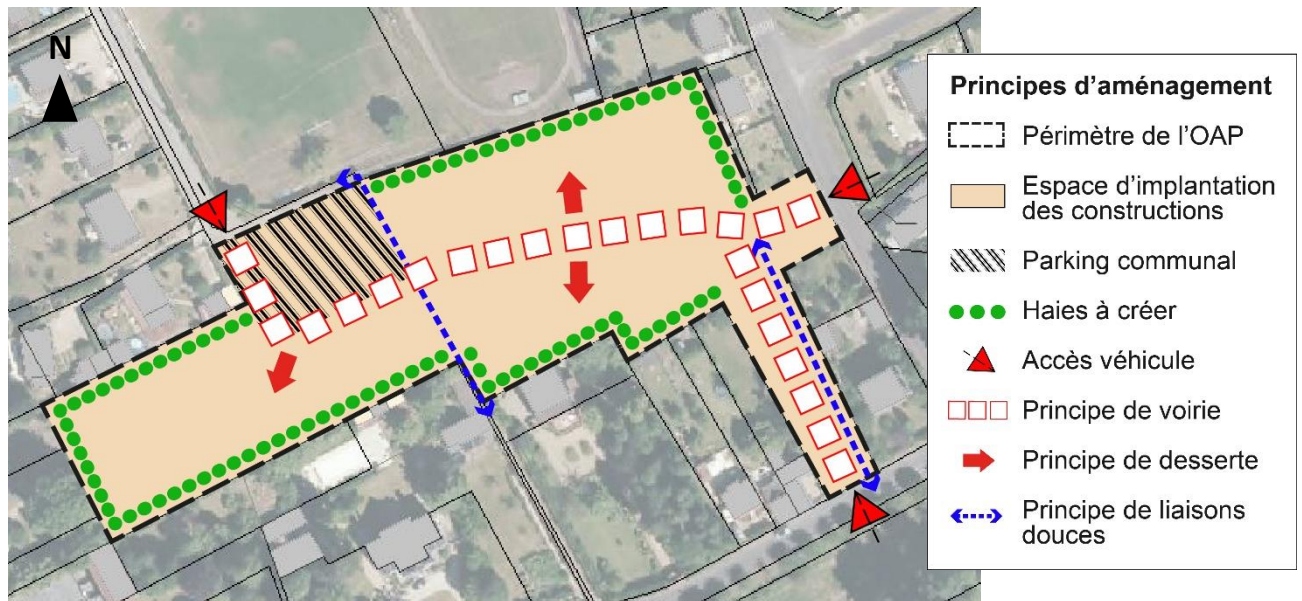 N
Principes d'aménagement
Périmètre de l'OAP
Espace d'implantation
des constructions
Parking communal
Haies à créer
Accès véhicule
Principe de voirie
Principe de desserte
Principe de liaisons
douces